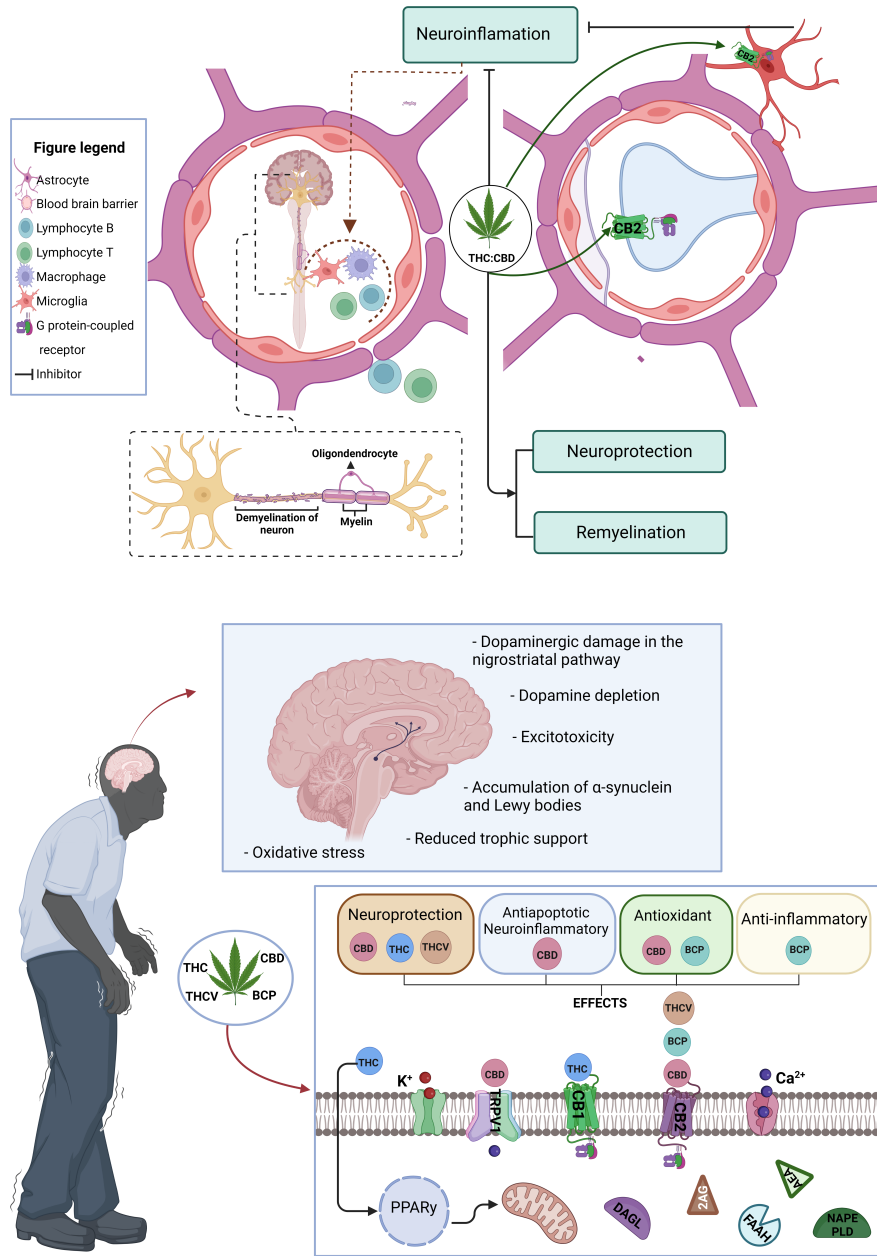 Neuroinflamation
CB2
Figure legend
Astrocyte
Blood brain barrier
Lymphocyte B
Lymphocyte T
Macrophage
Microglia
G protein-coupled
receptor
Inhibitor
THC:CBD
CB2
Oligondendrocyte
Demyelination of
neuron
Myelin
Neuroprotection
Remyelination
- Dopaminergic damage in the
nigrostriatal pathway
- Dopamine depletion
- Excitotoxicity
- Accumulation of α-synuclein
and Lewy bodies
- Reduced trophic support
- Oxidative stress
THC
CBD
THCV
BCP
Neuroprotection
CBD
THC
THCV
Antiapoptotic
Neuroinflammatory
CBD
Antioxidant
CBD
BCP
Anti-inflammatory
BCP
EFFECTS
THCV
BCP
CBD
THC
K⁺
CBD
TRPV1
THC
CB1
CB2
Ca²⁺
PPARγ
DAGL
2AG
FAAH
AEA
NAPE
PLD